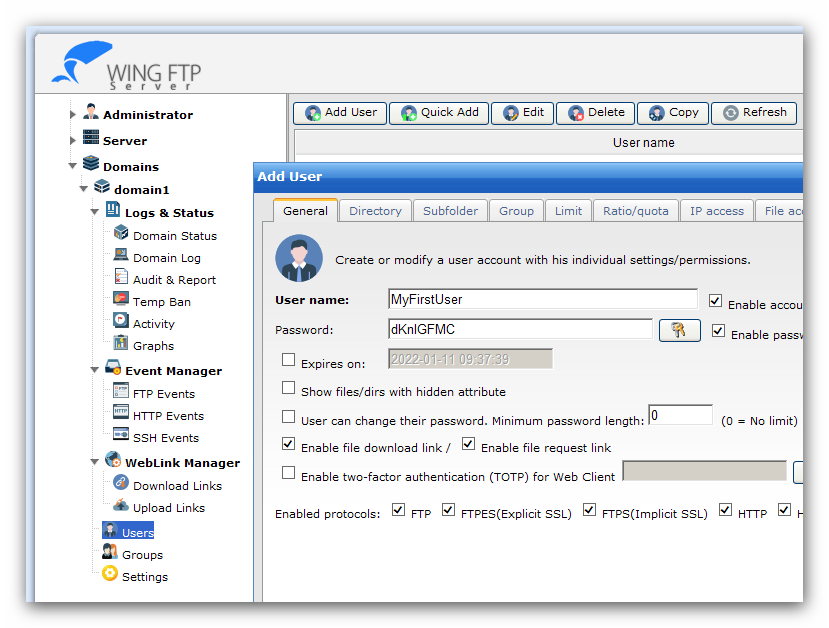 WING FTP
Server
Administrator
Server
Domains
domain1
Logs & Status
Domain Status
Domain Log
Audit & Report
Temp Ban
Activity
Graphs
Event Manager
FTP Events
HTTP Events
SSH Events
WebLink Manager
Download Links
Upload Links
Users
Groups
Settings
Add User Quick Add Edit Delete Copy Refresh
User name
Add User
General Directory Subfolder Group Limit Ratio/quota IP access File acc
Create or modify a user account with his individual settings/permissions.
User name: MyFirstUser Enable accou
Password: dKnIGFMC Enable passw
Expires on: 2022-01-11 09:37:39
Show files/dirs with hidden attribute
User can change their password. Minimum password length: 0 (0 = No limit)
Enable file download link / Enable file request link
Enable two-factor authentication (TOTP) for Web Client
Enabled protocols: FTP FTPES(Explicit SSL) FTPS(Implicit SSL) HTTP H